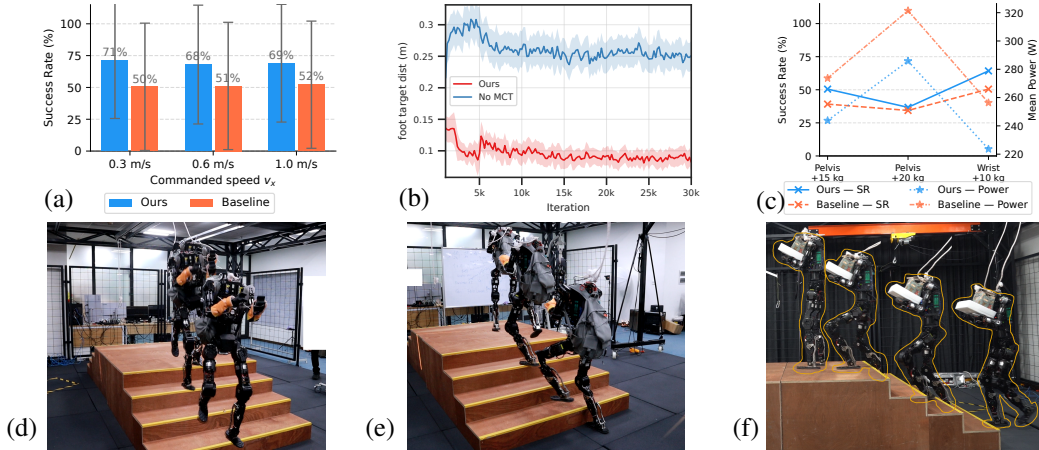 Success Rate (%)
100
75
50
25
0
71%
50%
68%
51%
69%
52%
0.3 m/s
0.6 m/s
1.0 m/s
Commanded speed vₓ
(a)
Ours
Baseline
foot target dist (m)
0.3
0.25
0.2
0.15
0.1
Ours
No MCT
5k
10k
15k
20k
25k
30k
Iteration
(b)
Success Rate (%)
100
75
50
25
0
Mean Power (W)
320
300
280
260
240
220
Pelvis
+15 kg
Pelvis
+20 kg
Wrist
+10 kg
(c)
Ours — SR
Baseline — SR
Ours — Power
Baseline — Power
(d)
(e)
(f)